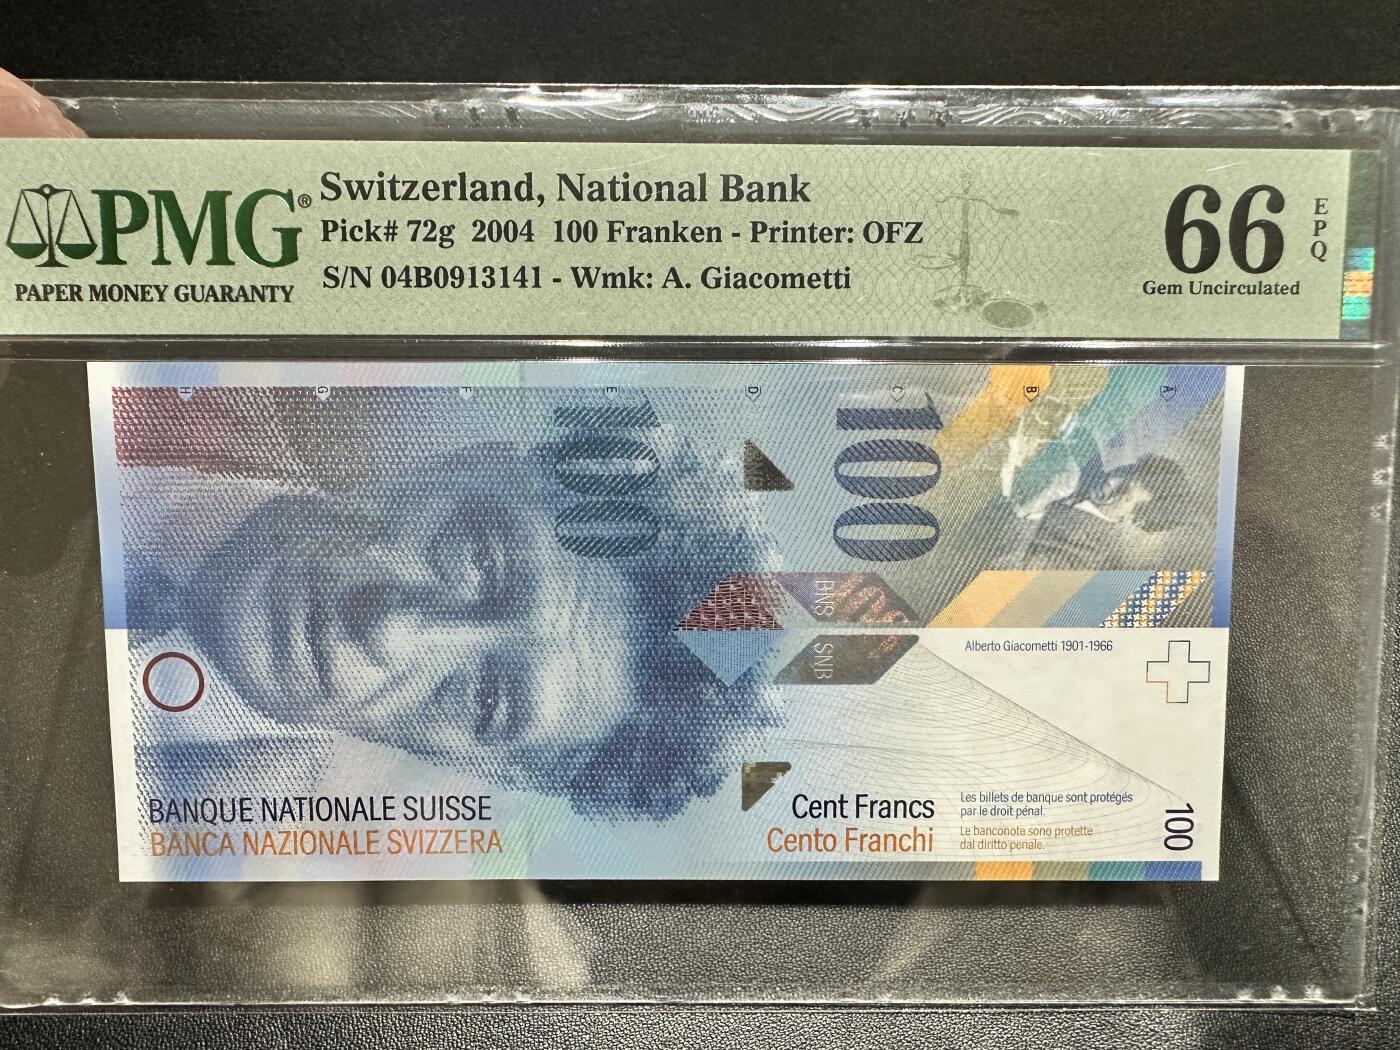 PMG®
PAPER MONEY GUARANTY
Switzerland, National Bank
Pick# 72g 2004 100 Franken - Printer: OFZ
S/N 04B0913141 - Wmk: A. Giacometti
66
EPQ
Gem Uncirculated
H G F E D C B A
100
100
BNS
SNB
Alberto Giacometti 1901-1966
BANQUE NATIONALE SUISSE
BANCA NAZIONALE SVIZZERA
Cent Francs
Cento Franchi
Les billets de banque sont protégés
par le droit pénal.
Le banconote sono protette
dal diritto penale.
100